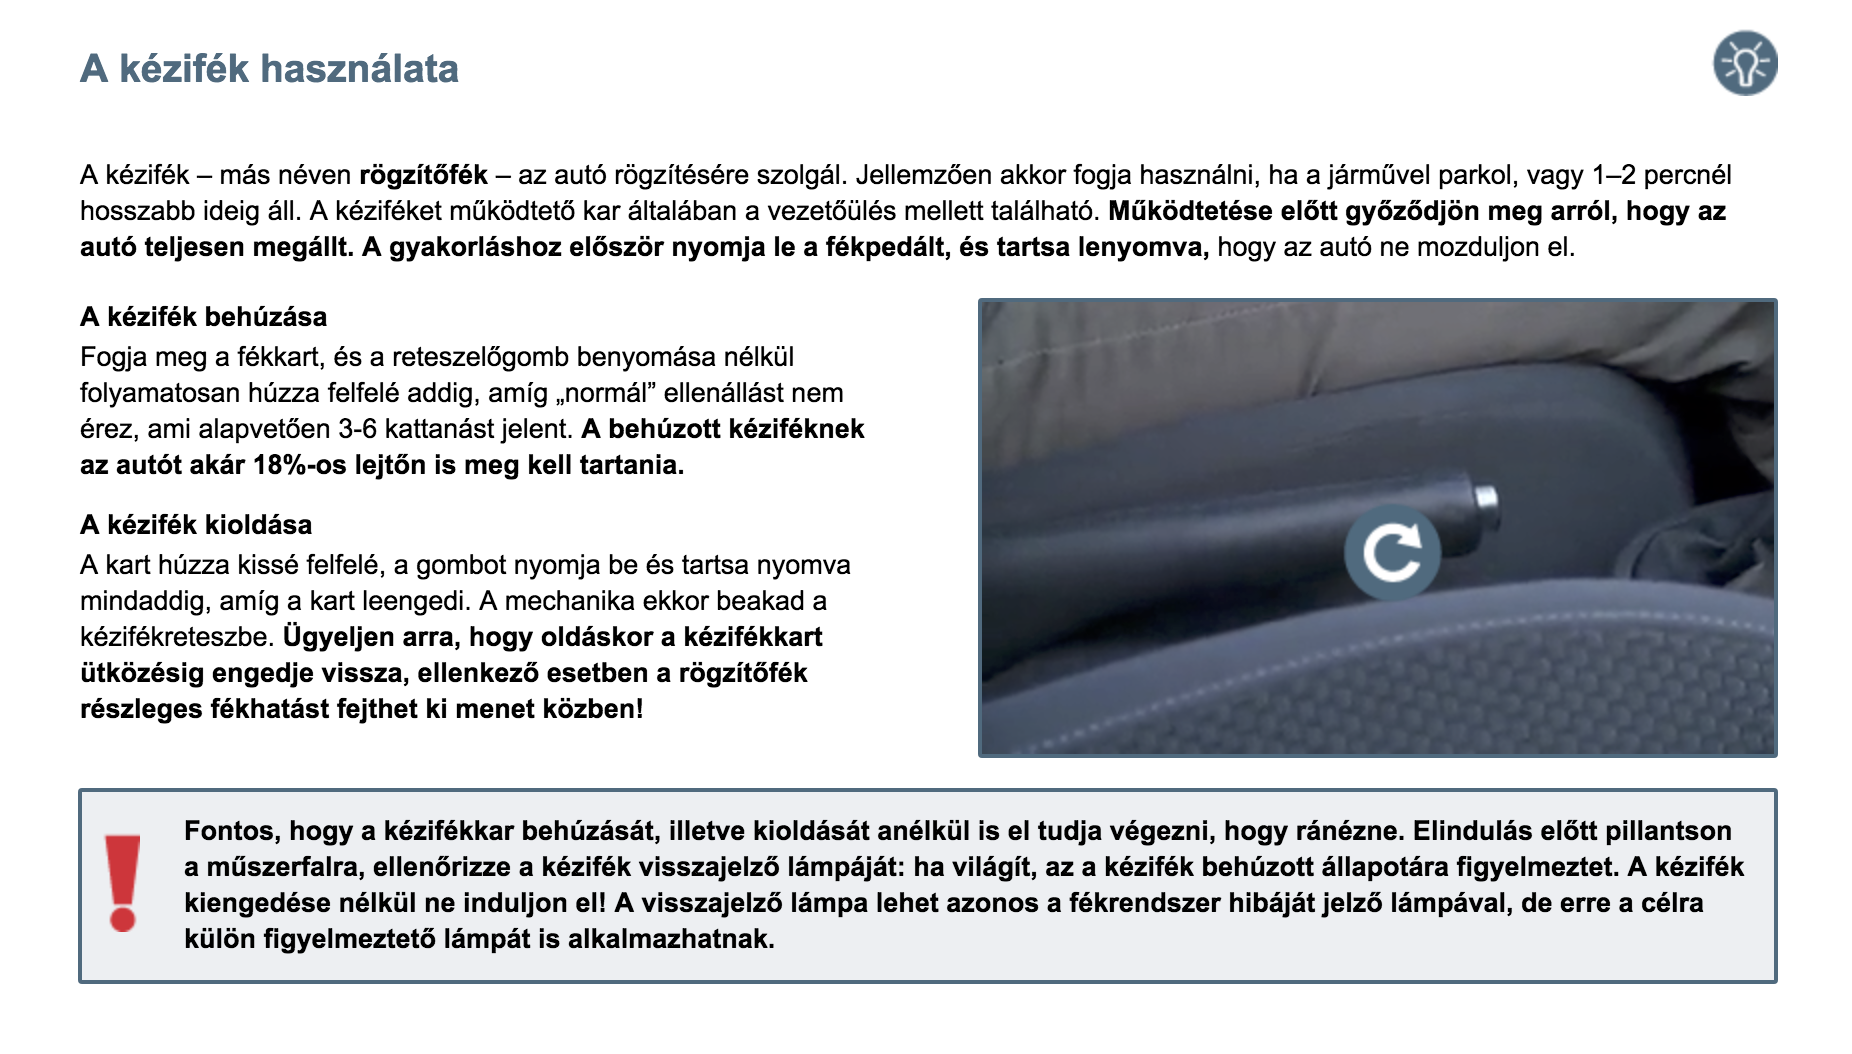 A kézifék használata
A kézifék – más néven rögzítőfék – az autó rögzítésére szolgál. Jellemzően akkor fogja használni, ha a járművel parkol, vagy 1–2 percnél
hosszabb ideig áll. A kéziféket működtető kar általában a vezetőülés mellett található. Működtetése előtt győződjön meg arról, hogy az
autó teljesen megállt. A gyakorláshoz először nyomja le a fékpedált, és tartsa lenyomva, hogy az autó ne mozduljon el.
A kézifék behúzása
Fogja meg a fékkart, és a reteszelőgomb benyomása nélkül
folyamatosan húzza felfelé addig, amíg „normál” ellenállást nem
érez, ami alapvetően 3-6 kattanást jelent. A behúzott kéziféknek
az autót akár 18%-os lejtőn is meg kell tartania.
A kézifék kioldása
A kart húzza kissé felfelé, a gombot nyomja be és tartsa nyomva
mindaddig, amíg a kart leengedi. A mechanika ekkor beakad a
kézifékreteszbe. Ügyeljen arra, hogy oldáskor a kézifékkart
ütközésig engedje vissza, ellenkező esetben a rögzítőfék
részleges fékhatást fejthet ki menet közben!
Fontos, hogy a kézifékkar behúzását, illetve kioldását anélkül is el tudja végezni, hogy ránézne. Elindulás előtt pillantson
a műszerfalra, ellenőrizze a kézifék visszajelző lámpáját: ha világít, az a kézifék behúzott állapotára figyelmeztet. A kézifék
kiengedése nélkül ne induljon el! A visszajelző lámpa lehet azonos a fékrendszer hibáját jelző lámpával, de erre a célra
külön figyelmeztető lámpát is alkalmazhatnak.